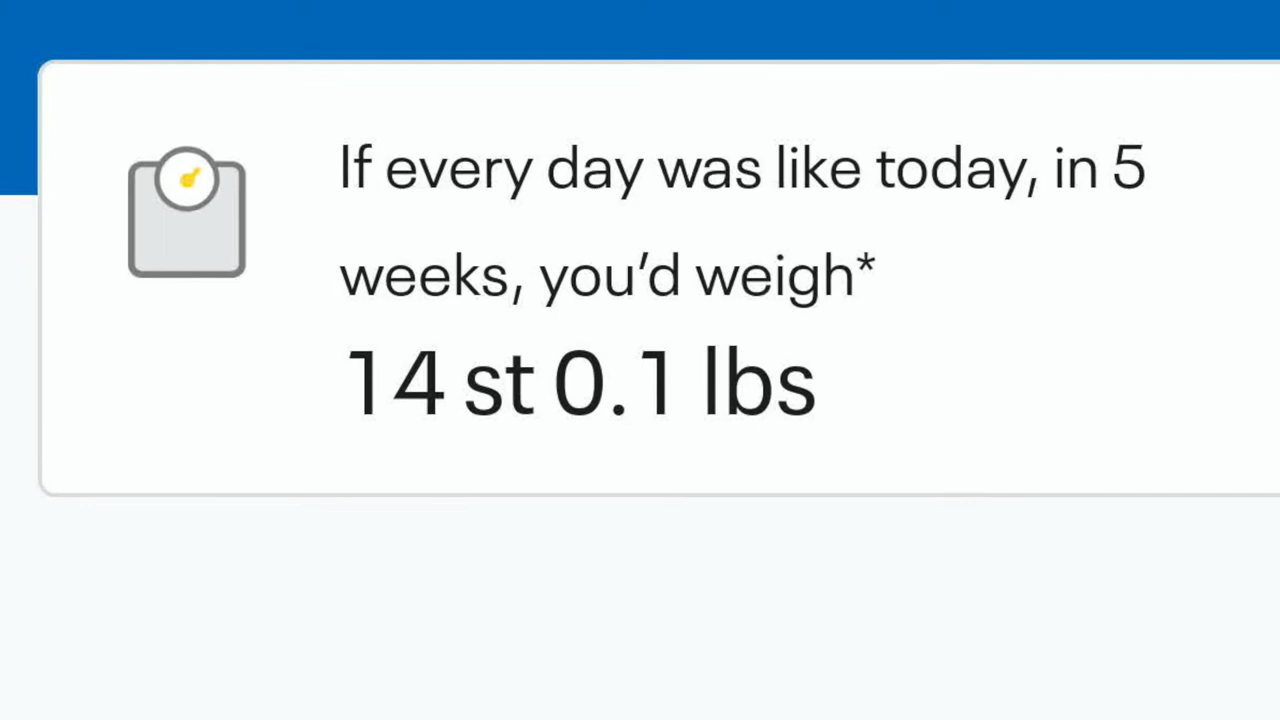 If every day was like today, in 5
weeks, you’d weigh*
14 st 0.1 lbs